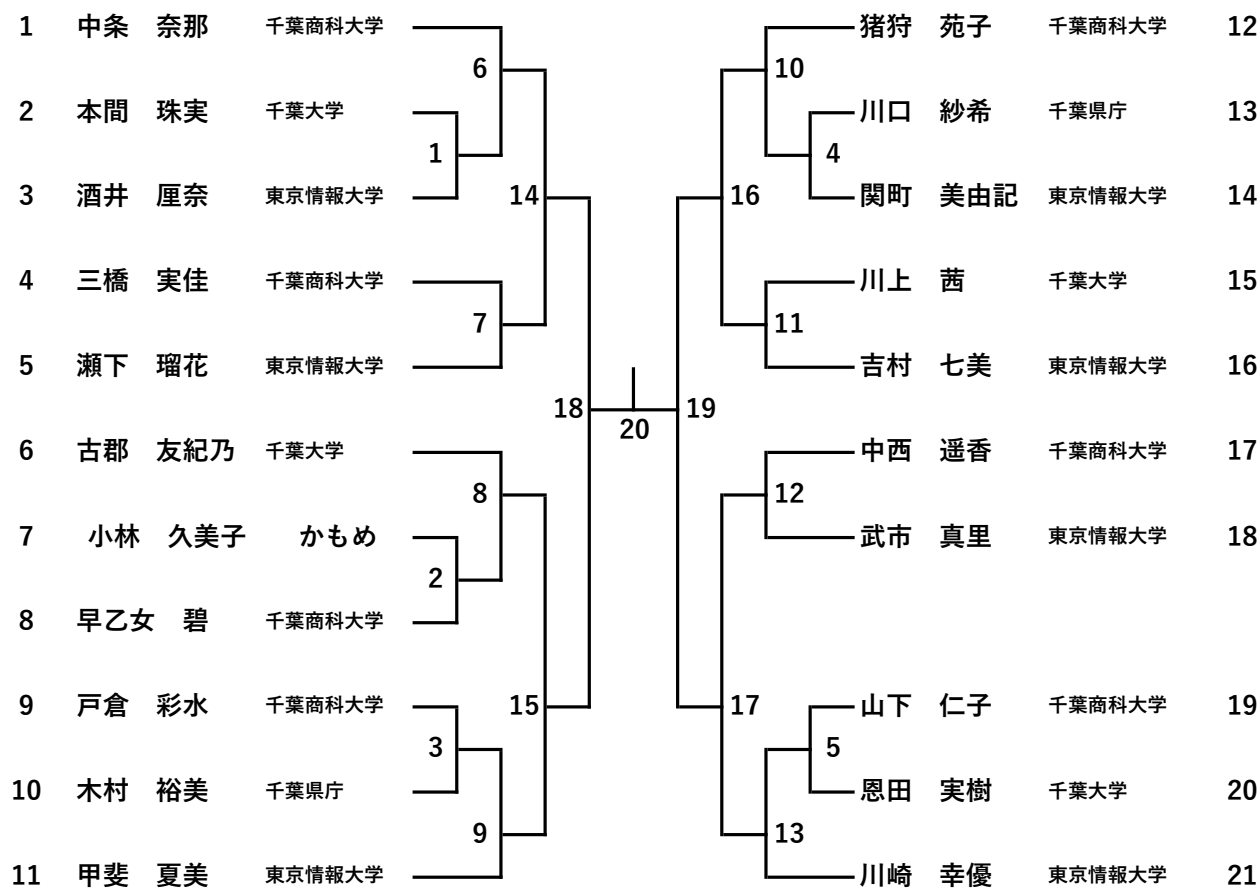 1 中条 奈那 千葉商科大学 猪狩 苑子 千葉商科大学 12
6 10
2 本間 珠実 千葉大学 川口 紗希 千葉県庁 13
1 4
3 酒井 厘奈 東京情報大学 14 16 関町 美由記 東京情報大学 14
4 三橋 実佳 千葉商科大学 川上 茜 千葉大学 15
7 11
5 瀬下 瑠花 東京情報大学 吉村 七美 東京情報大学 16
18 19
20
6 古郡 友紀乃 千葉大学 中西 遥香 千葉商科大学 17
8 12
7 小林 久美子 かもめ 武市 真里 東京情報大学 18
2
8 早乙女 碧 千葉商科大学
9 戸倉 彩水 千葉商科大学 15 17 山下 仁子 千葉商科大学 19
3 5
10 木村 裕美 千葉県庁 恩田 実樹 千葉大学 20
9 13
11 甲斐 夏美 東京情報大学 川崎 幸優 東京情報大学 21